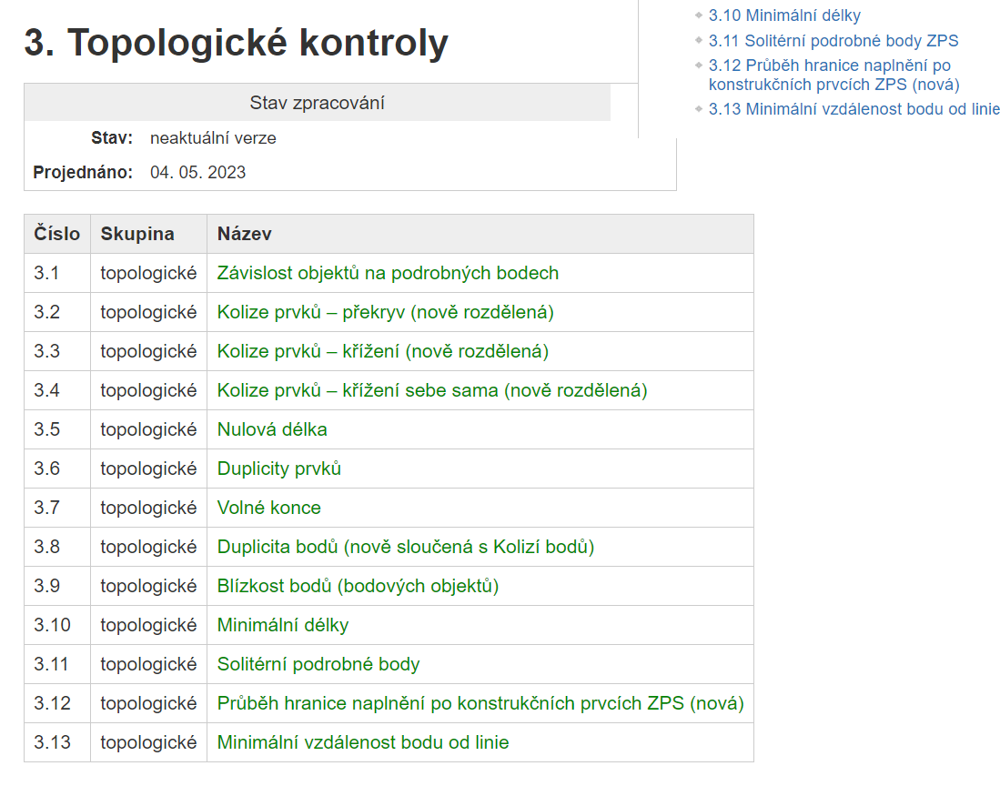 3. Topologické kontroly
3.10 Minimální délky
3.11 Solitérní podrobné body ZPS
3.12 Průběh hranice naplnění po
konstrukčních prvcích ZPS (nová)
3.13 Minimální vzdálenost bodu od linie
Stav zpracování
Stav: neaktuální verze
Projednáno: 04. 05. 2023
Číslo Skupina Název
3.1 topologické Závislost objektů na podrobných bodech
3.2 topologické Kolize prvků – překryv (nově rozdělená)
3.3 topologické Kolize prvků – křížení (nově rozdělená)
3.4 topologické Kolize prvků – křížení sebe sama (nově rozdělená)
3.5 topologické Nulová délka
3.6 topologické Duplicity prvků
3.7 topologické Volné konce
3.8 topologické Duplicita bodů (nově sloučená s Kolizí bodů)
3.9 topologické Blízkost bodů (bodových objektů)
3.10 topologické Minimální délky
3.11 topologické Solitérní podrobné body
3.12 topologické Průběh hranice naplnění po konstrukčních prvcích ZPS (nová)
3.13 topologické Minimální vzdálenost bodu od linie